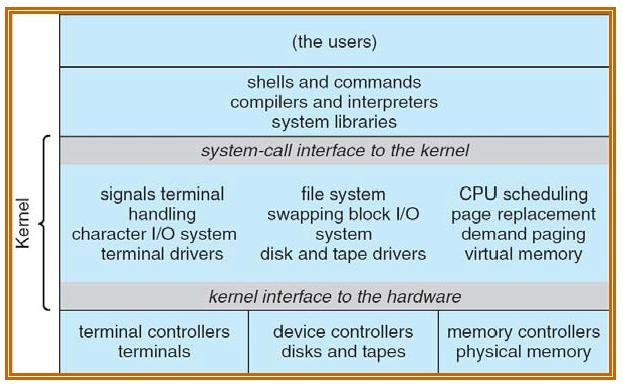 (the users)
shells and commands
compilers and interpreters
system libraries
system-call interface to the kernel
Kernel
signals terminal
handling
character I/O system
terminal drivers
file system
swapping block I/O
system
disk and tape drivers
CPU scheduling
page replacement
demand paging
virtual memory
kernel interface to the hardware
terminal controllers
terminals
device controllers
disks and tapes
memory controllers
physical memory